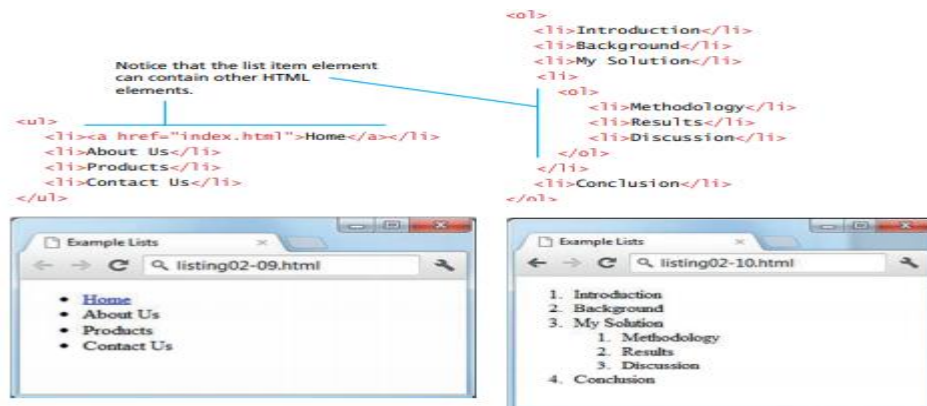 Notice that the list item element
can contain other HTML
elements.
<ul>
<li><a href="index.html">Home</a></li>
<li>About Us</li>
<li>Products</li>
<li>Contact Us</li>
</ul>
<ol>
<li>Introduction</li>
<li>Background</li>
<li>My Solution</li>
<li>
<ol>
<li>Methodology</li>
<li>Results</li>
<li>Discussion</li>
</ol>
</li>
<li>Conclusion</li>
</ol>
Example Lists
listing02-09.html
• Home
• About Us
• Products
• Contact Us
Example Lists
listing02-10.html
1. Introduction
2. Background
3. My Solution
1. Methodology
2. Results
3. Discussion
4. Conclusion